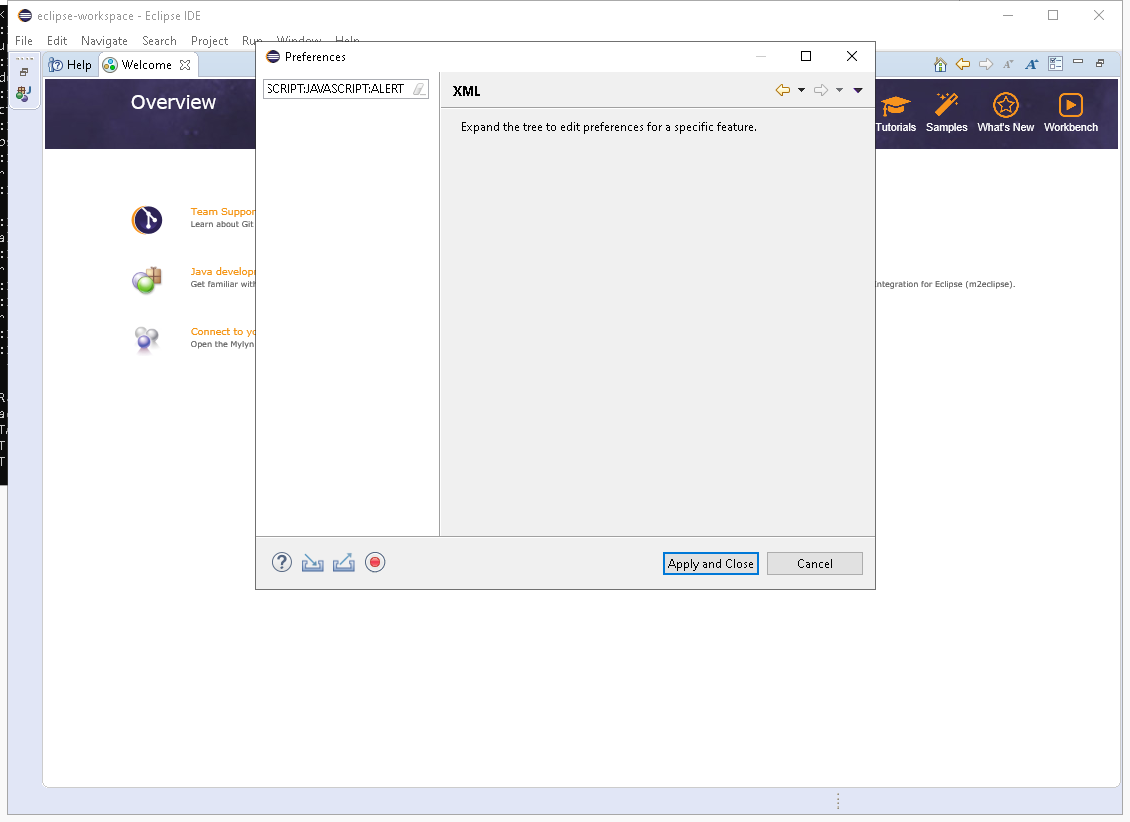 eclipse-workspace - Eclipse IDE
File Edit Navigate Search Project Run Window Help
Help Welcome
Preferences
Overview
SCRIPT:JAVASCRIPT:ALERT
XML
Expand the tree to edit preferences for a specific feature.
Tutorials Samples What's New Workbench
Team Suppor
Learn about Git
Java develop
Get familiar with
ntegration for Eclipse (m2eclipse).
Connect to yo
Open the Mylyn
Apply and Close Cancel